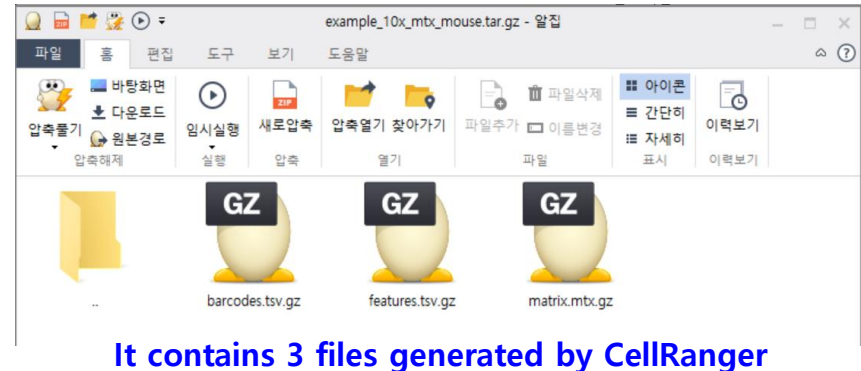 ZIP
example_10x_mtx_mouse.tar.gz - 알집
파일 홈 편집 도구 보기 도움말
압축풀기
바탕화면
다운로드
원본경로
압축해제
임시실행
실행
ZIP
새로압축
압축
압축열기 찾아가기
열기
파일추가
파일삭제
이름변경
파일
아이콘
간단히
자세히
표시
이력보기
이력보기
GZ GZ GZ
.. barcodes.tsv.gz features.tsv.gz matrix.mtx.gz
It contains 3 files generated by CellRanger